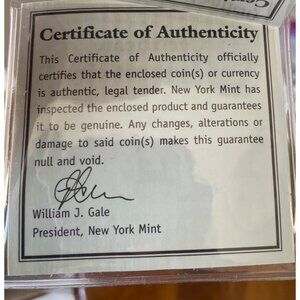 Certificate of Authenticity
This Certificate of Authenticity officially
certifies that the enclosed coin(s) or currency
is authentic, legal tender. New York Mint has
inspected the enclosed product and guarantees
it to be genuine. Any changes, alterations or
damage to said coin(s) makes this guarantee
null and void.
William J. Gale
President, New York Mint